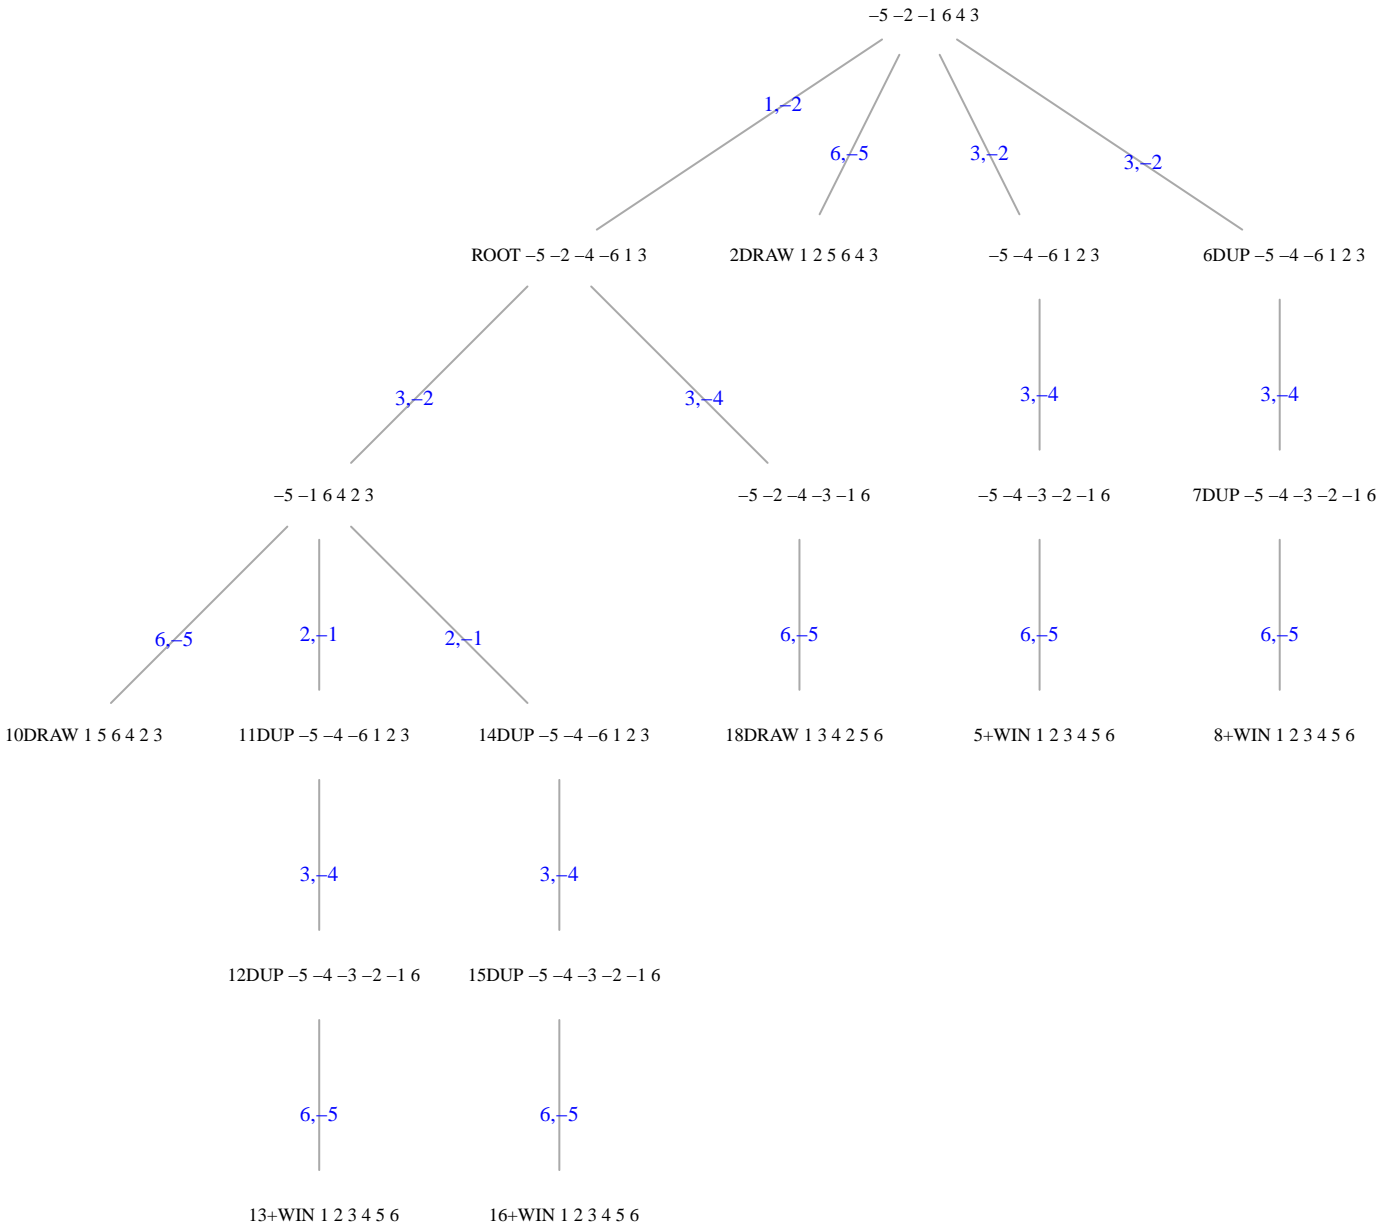 –5 –2 –1 6 4 3
1,–2
6,–5
3,–2
3,–2
ROOT –5 –2 –4 –6 1 3
2DRAW 1 2 5 6 4 3
–5 –4 –6 1 2 3
6DUP –5 –4 –6 1 2 3
3,–2
3,–4
3,–4
3,–4
–5 –1 6 4 2 3
–5 –2 –4 –3 –1 6
–5 –4 –3 –2 –1 6
7DUP –5 –4 –3 –2 –1 6
6,–5
2,–1
2,–1
6,–5
6,–5
6,–5
10DRAW 1 5 6 4 2 3
11DUP –5 –4 –6 1 2 3
14DUP –5 –4 –6 1 2 3
18DRAW 1 3 4 2 5 6
5+WIN 1 2 3 4 5 6
8+WIN 1 2 3 4 5 6
3,–4
3,–4
12DUP –5 –4 –3 –2 –1 6
15DUP –5 –4 –3 –2 –1 6
6,–5
6,–5
13+WIN 1 2 3 4 5 6
16+WIN 1 2 3 4 5 6